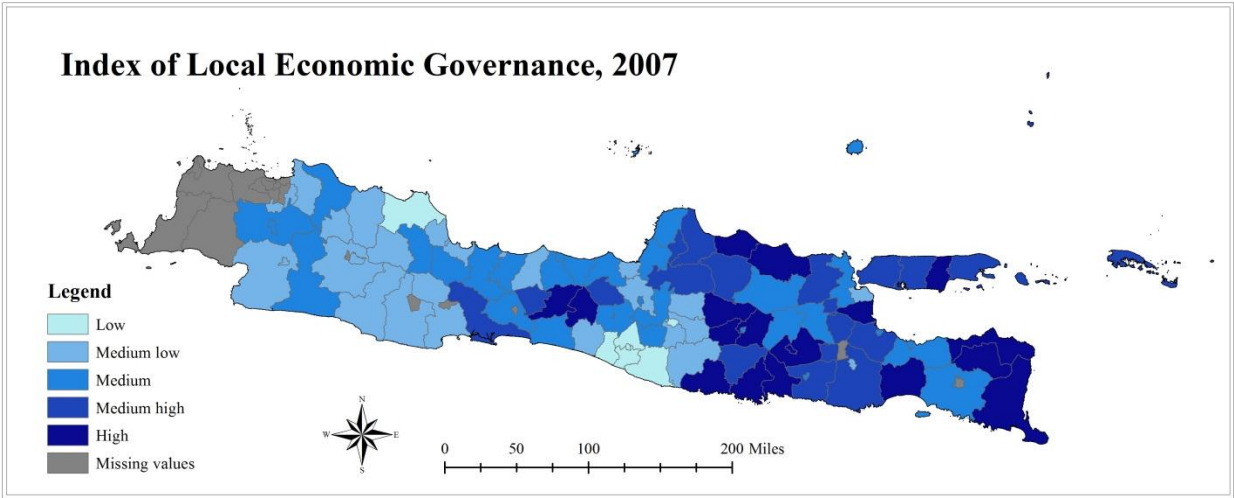 Index of Local Economic Governance, 2007
Legend
Low
Medium low
Medium
Medium high
High
Missing values
N
W E
S
0 50 100 200 Miles